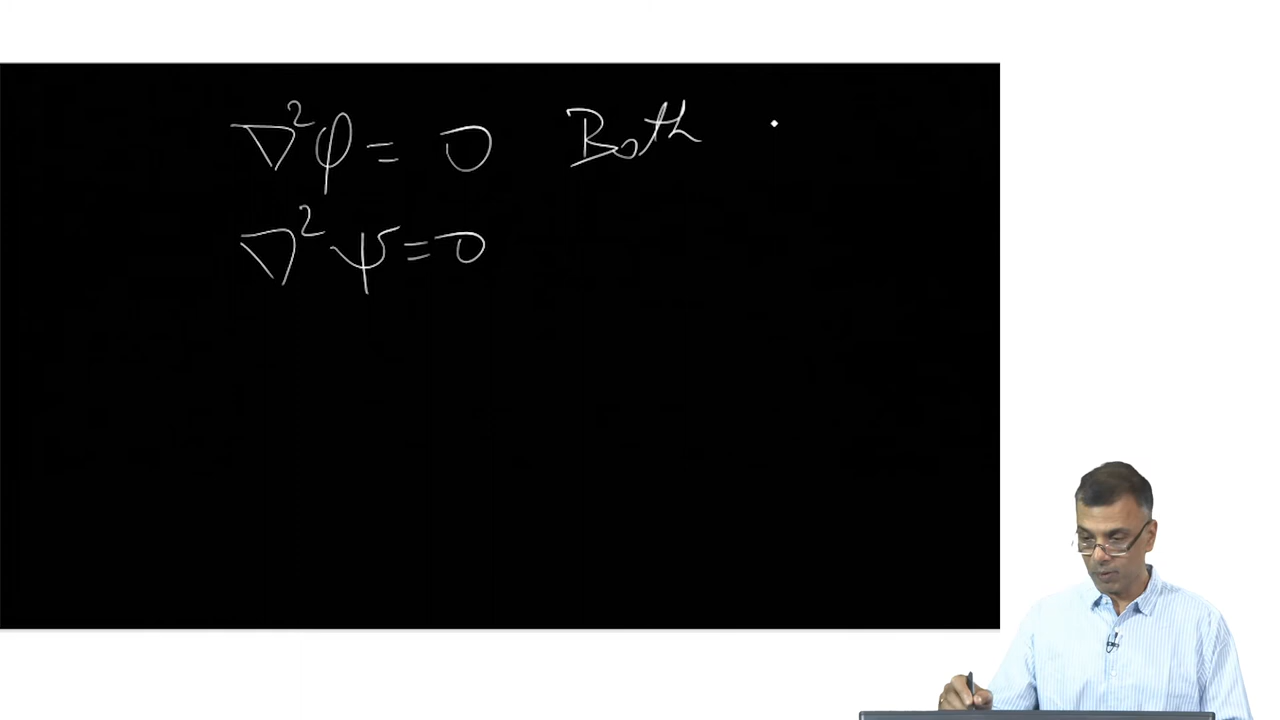 ∇²φ = 0 Both
∇²ψ = 0